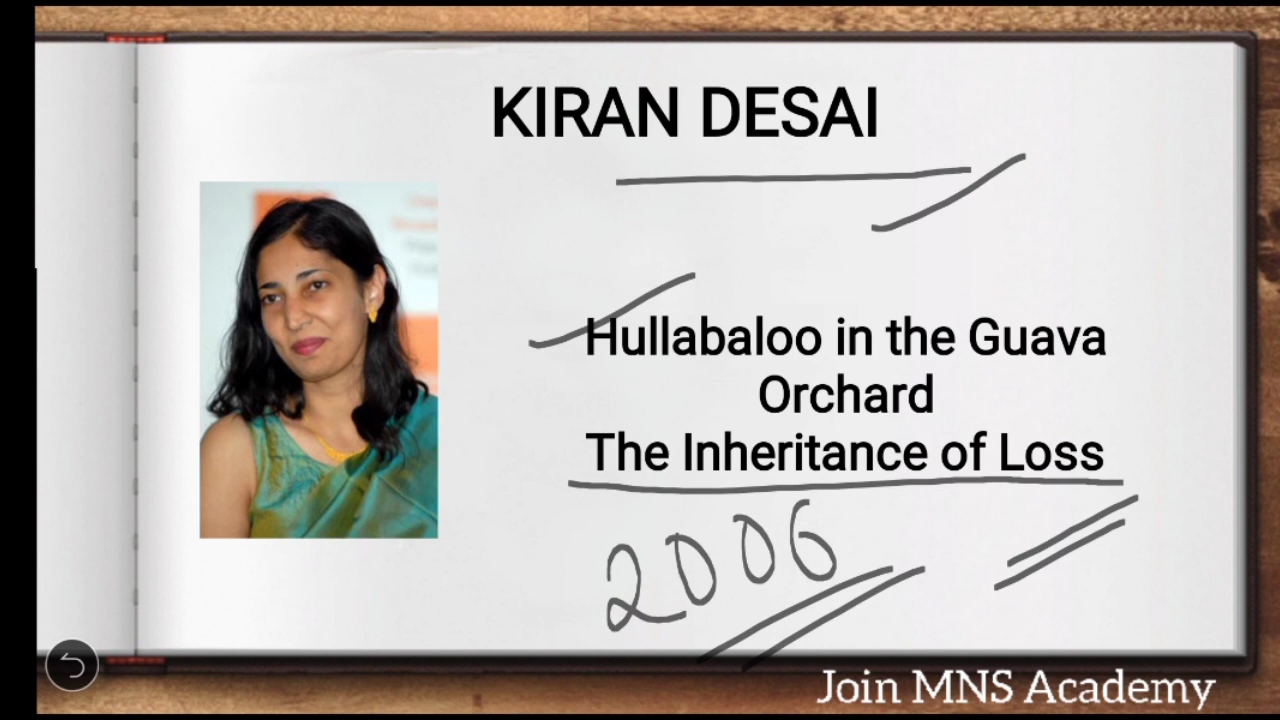 KIRAN DESAI
Hullabaloo in the Guava
Orchard
The Inheritance of Loss
2006
Join MNS Academy